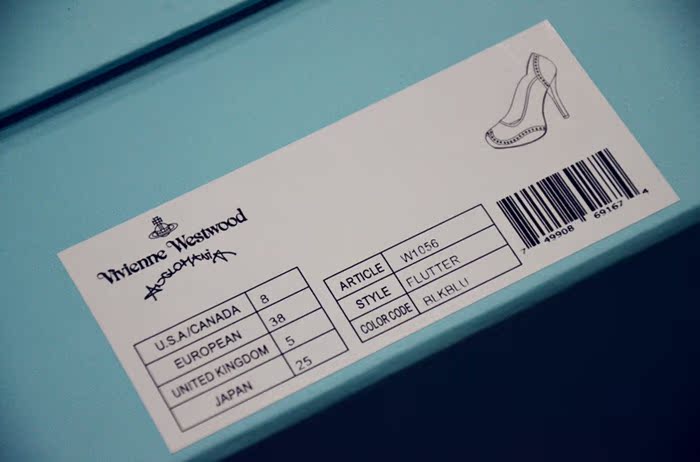 Vivienne Westwood
ANGLOMANIA
U.S.A/CANADA 8
EUROPEAN 38
UNITED KINGDOM 5
JAPAN 25
ARTICLE W1056
STYLE FLUTTER
COLOR CODE
7 49908 69167 4